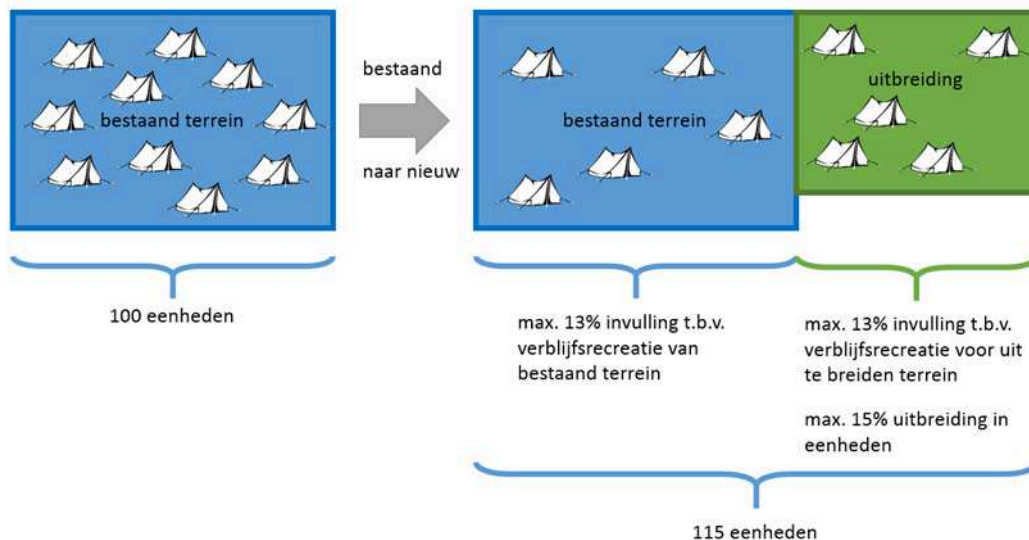 bestaand terrein
100 eenheden
bestaand
naar nieuw
bestaand terrein
uitbreiding
max. 13% invulling t.b.v.
verblijfsrecreatie van
bestaand terrein
max. 13% invulling t.b.v.
verblijfsrecreatie voor uit
te breiden terrein
max. 15% uitbreiding in
eenheden
115 eenheden